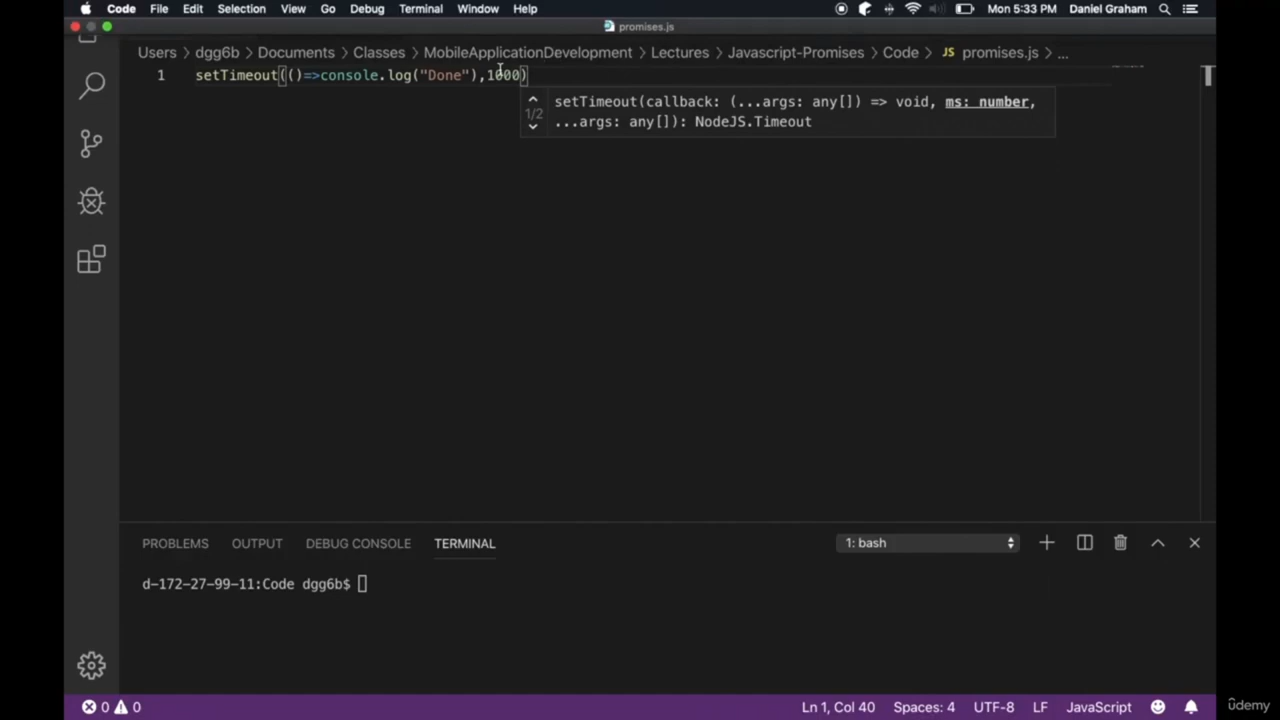 Code File Edit Selection View Go Debug Terminal Window Help Mon 5:33 PM Daniel Graham
promises.js
Users > dgg6b > Documents > Classes > MobileApplicationDevelopment > Lectures > Javascript-Promises > Code > JS promises.js > ...
1 setTimeout(()=>console.log("Done"),1000)
setTimeout(callback: (...args: any[]) => void, ms: number,
1/2
...args: any[]): NodeJS.Timeout
PROBLEMS OUTPUT DEBUG CONSOLE TERMINAL 1: bash
d-172-27-99-11:Code dgg6b$
0 0 Ln 1, Col 40 Spaces: 4 UTF-8 LF JavaScript
ûdemy